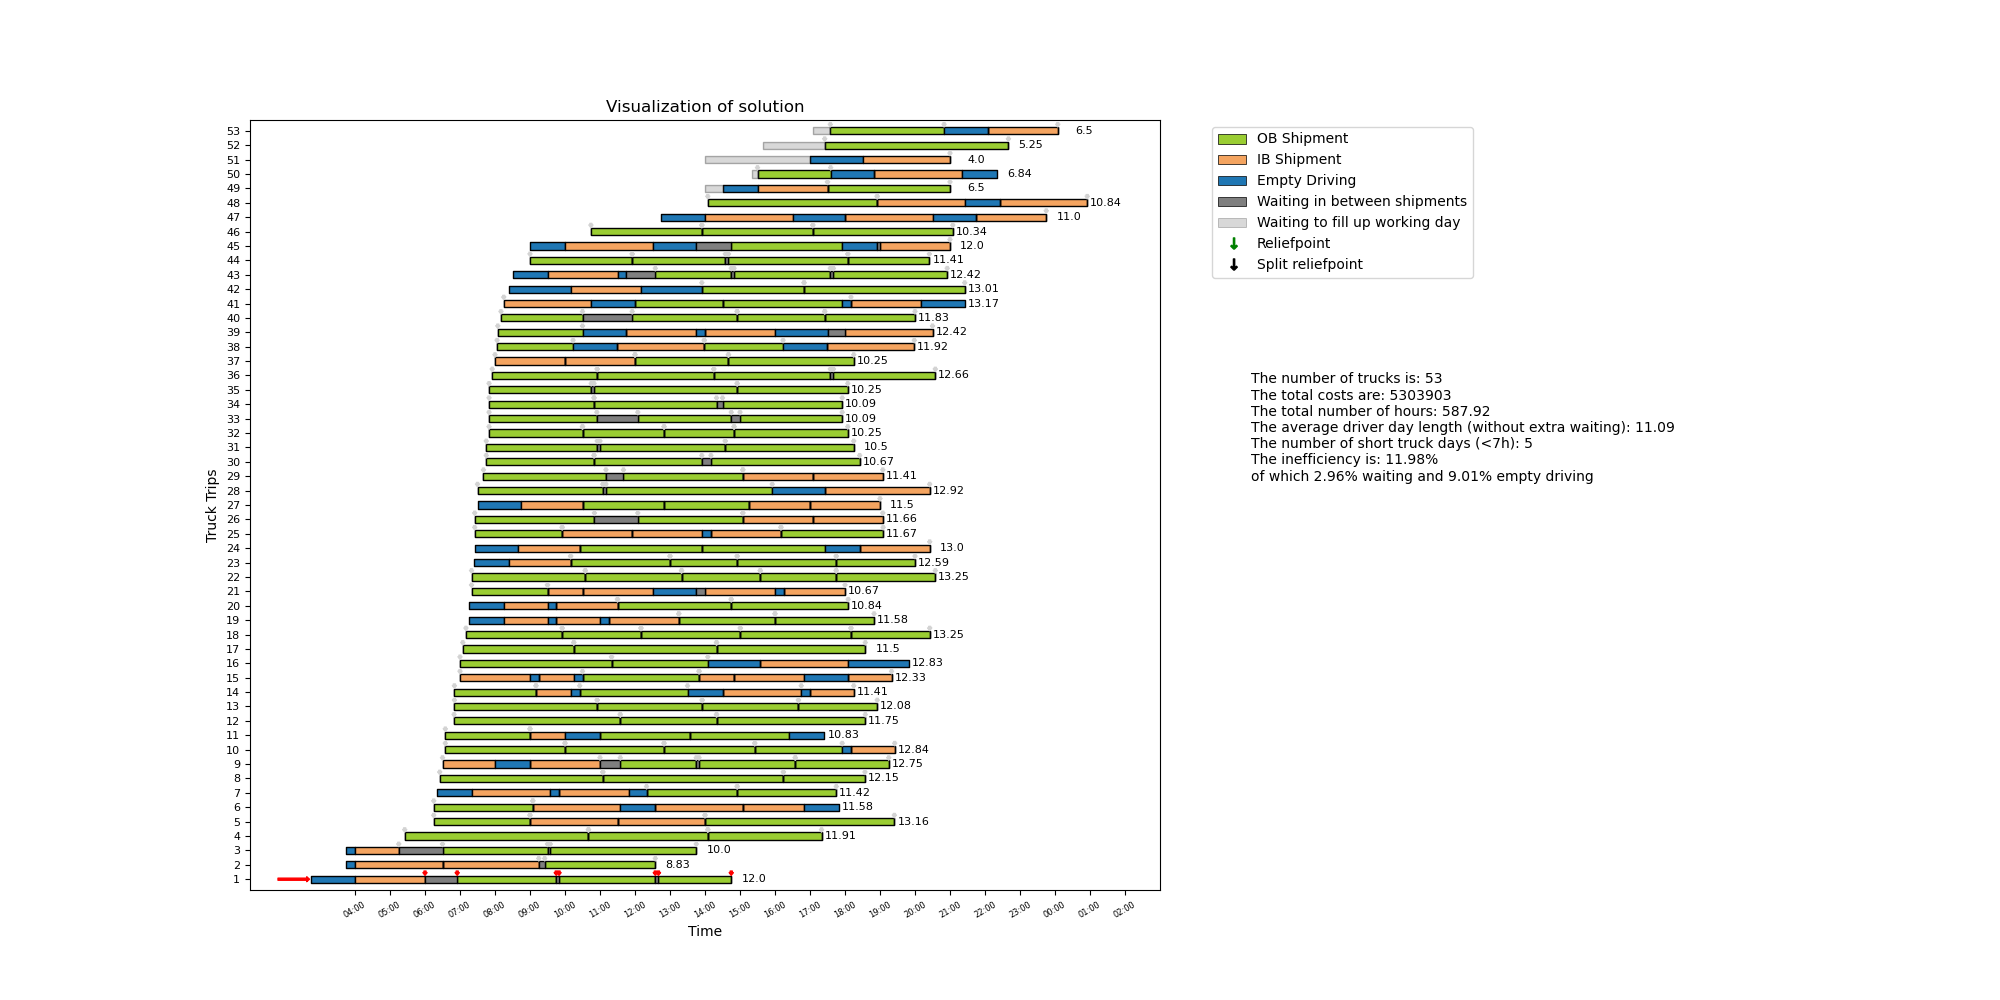 Visualization of solution
53 6.5
52 5.25
51 4.0
50 6.84
49 6.5
48 10.84
47 11.0
46 10.34
45 12.0
44 11.41
43 12.42
42 13.01
41 13.17
40 11.83
39 12.42
38 11.92
37 10.25
36 12.66
35 10.25
34 10.09
33 10.09
32 10.25
31 10.5
30 10.67
29 11.41
28 12.92
27 11.5
26 11.66
25 11.67
24 13.0
23 12.59
22 13.25
21 10.67
20 10.84
19 11.58
18 13.25
17 11.5
16 12.83
15 12.33
14 11.41
13 12.08
12 11.75
11 10.83
10 12.84
9 12.75
8 12.15
7 11.42
6 11.58
5 13.16
4 11.91
3 10.0
2 8.83
1 12.0
Truck Trips
04:00 05:00 06:00 07:00 08:00 09:00 10:00 11:00 12:00 13:00 14:00 15:00 16:00 17:00 18:00 19:00 20:00 21:00 22:00 23:00 00:00 01:00 02:00
Time
OB Shipment
IB Shipment
Empty Driving
Waiting in between shipments
Waiting to fill up working day
Reliefpoint
Split reliefpoint
The number of trucks is: 53
The total costs are: 5303903
The total number of hours: 587.92
The average driver day length (without extra waiting): 11.09
The number of short truck days (<7h): 5
The inefficiency is: 11.98%
of which 2.96% waiting and 9.01% empty driving